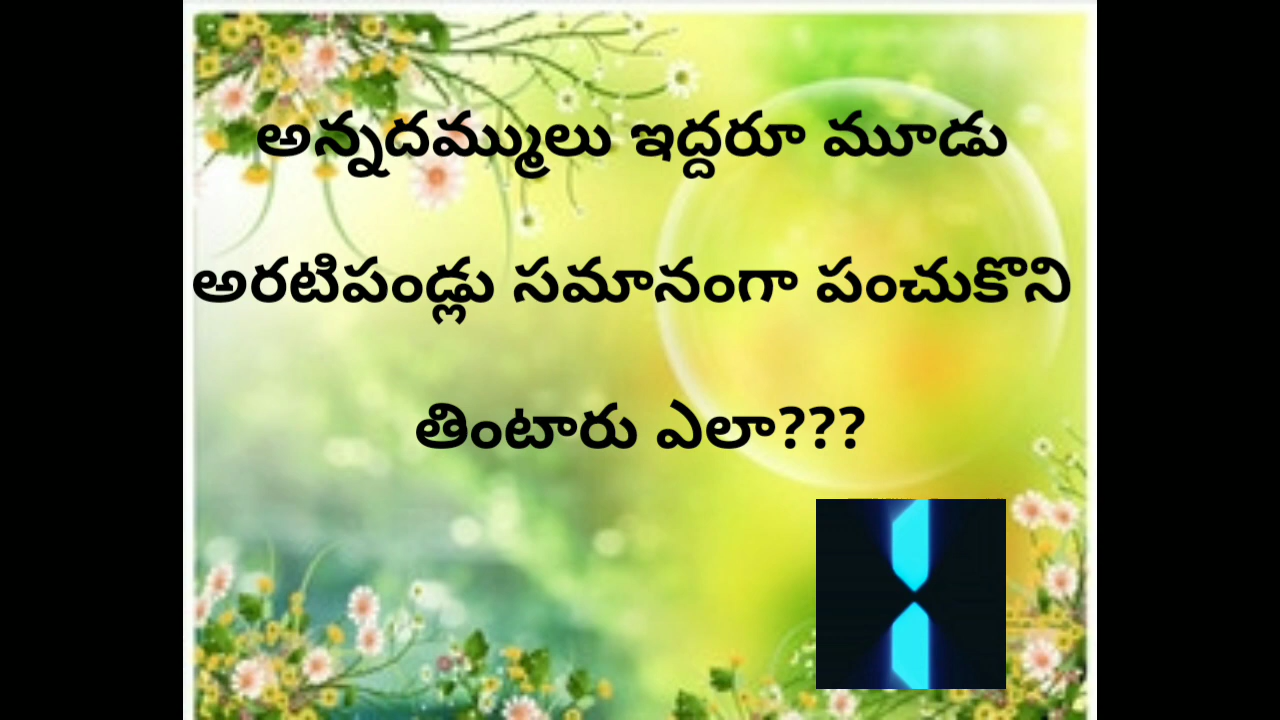 అన్నదమ్ములు ఇద్దరూ మూడు
అరటిపండ్లు సమానంగా పంచుకొని
తింటారు ఎలా???